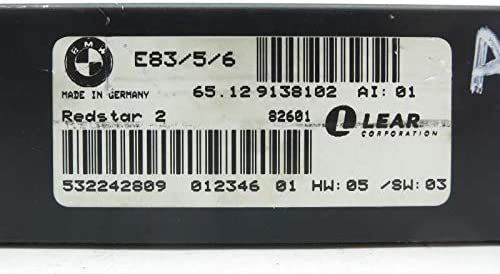 BMW
E83/5/6
65.12 9138102 AI: 01
MADE IN GERMANY
Redstar 2
82601
LEAR
CORPORATION
532242809 012346 01 HW: 05 /SW: 03
A